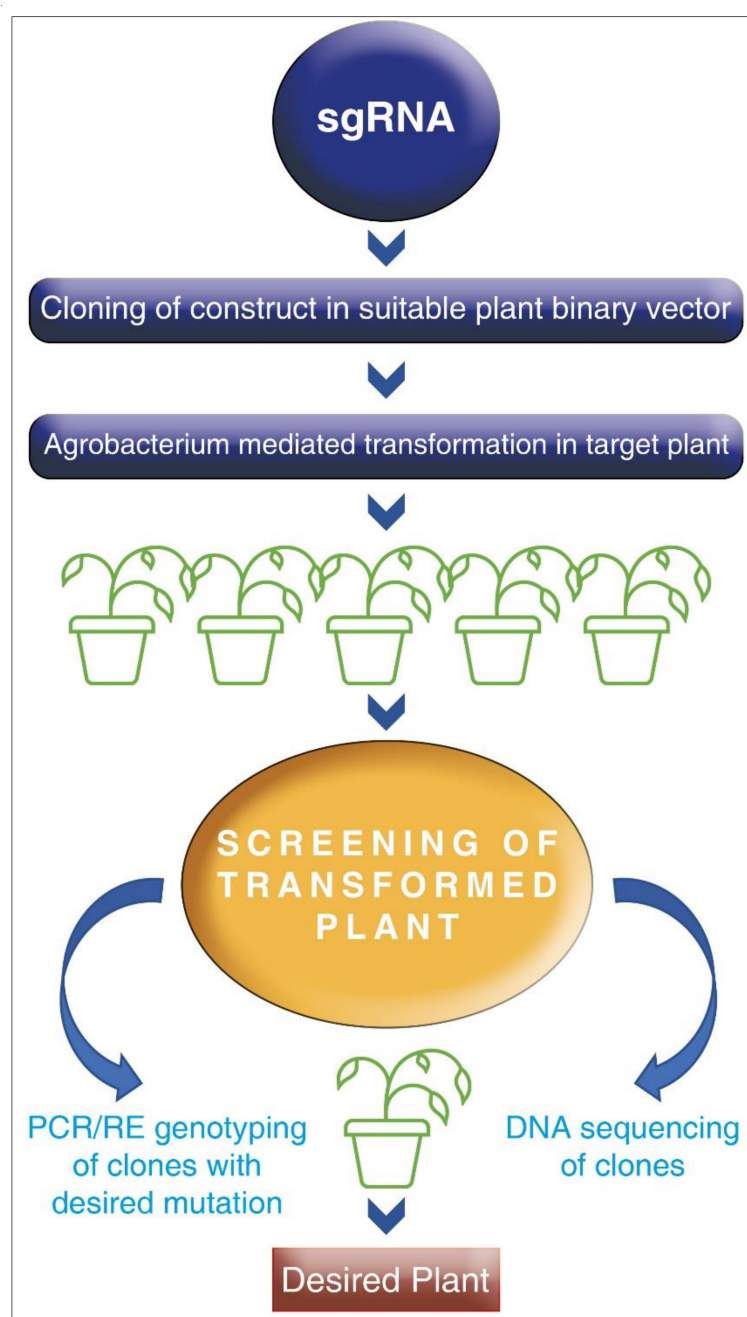 sgRNA
Cloning of construct in suitable plant binary vector
Agrobacterium mediated transformation in target plant
SCREENING OF
TRANSFORMED
PLANT
PCR/RE genotyping
of clones with
desired mutation
DNA sequencing
of clones
Desired Plant